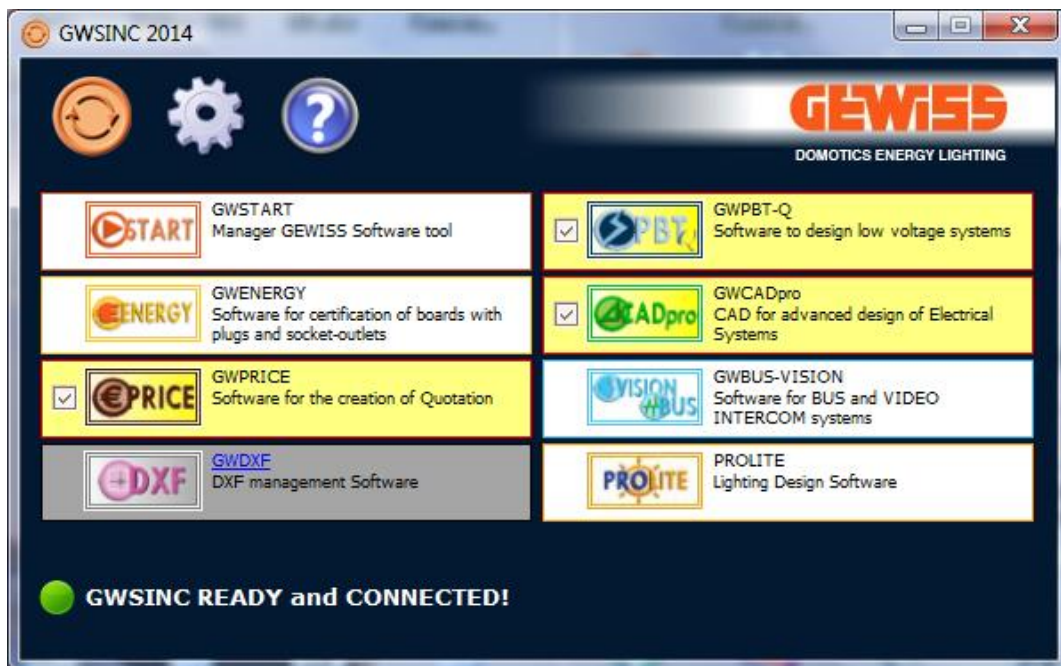 GWSINC 2014
GEWISS
DOMOTICS ENERGY LIGHTING
START
GWSTART
Manager GEWISS Software tool
PBT Q
GWPBT-Q
Software to design low voltage systems
ENERGY
GWENERGY
Software for certification of boards with
plugs and socket-outlets
CADpro
GWCADpro
CAD for advanced design of Electrical
Systems
€PRICE
GWPRICE
Software for the creation of Quotation
VISION
BUS
GWBUS-VISION
Software for BUS and VIDEO
INTERCOM systems
DXF
GWDXF
DXF management Software
PROLITE
PROLITE
Lighting Design Software
GWSINC READY and CONNECTED!